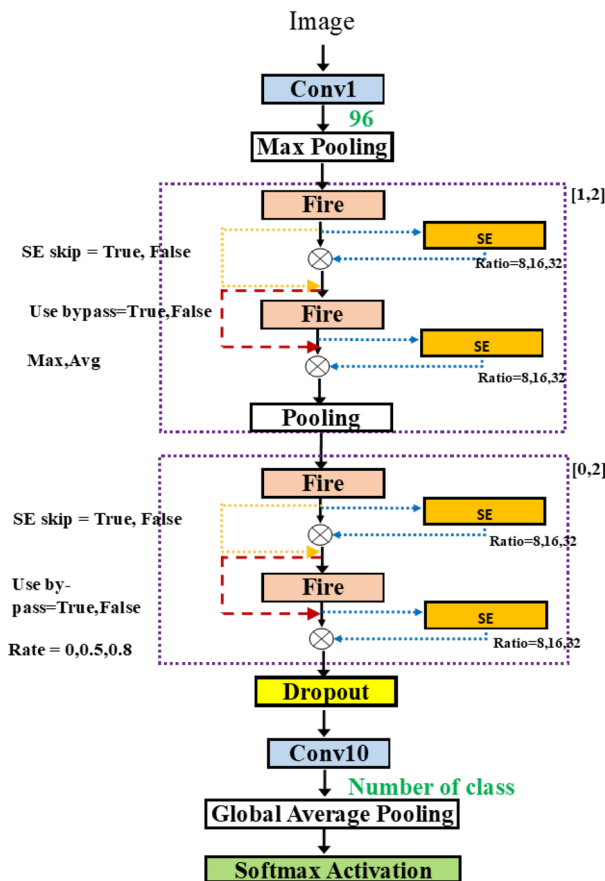 Image
Conv1
96
Max Pooling
[1,2]
Fire
SE
SE skip = True, False
Ratio=8,16,32
Use bypass=True,False
Fire
SE
Max,Avg
Ratio=8,16,32
Pooling
[0,2]
Fire
SE
SE skip = True, False
Ratio=8,16,32
Use by-
pass=True,False
Fire
SE
Rate = 0,0.5,0.8
Ratio=8,16,32
Dropout
Conv10
Number of class
Global Average Pooling
Softmax Activation